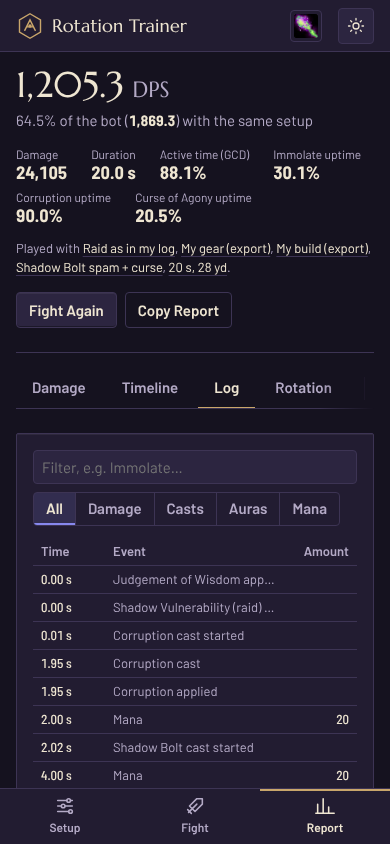 Rotation Trainer
1,205.3 DPS
64.5% of the bot (1,869.3) with the same setup
Damage Duration Active time (GCD) Immolate uptime
24,105 20.0 s 88.1% 30.1%
Corruption uptime Curse of Agony uptime
90.0% 20.5%
Played with Raid as in my log, My gear (export), My build (export),
Shadow Bolt spam + curse, 20 s, 28 yd.
Fight Again Copy Report
Damage Timeline Log Rotation
Filter, e.g. Immolate...
All Damage Casts Auras Mana
Time Event Amount
0.00 s Judgement of Wisdom app...
0.00 s Shadow Vulnerability (raid) ...
0.01 s Corruption cast started
1.95 s Corruption cast
1.95 s Corruption applied
2.00 s Mana 20
2.02 s Shadow Bolt cast started
4.00 s Mana 20
Setup Fight Report